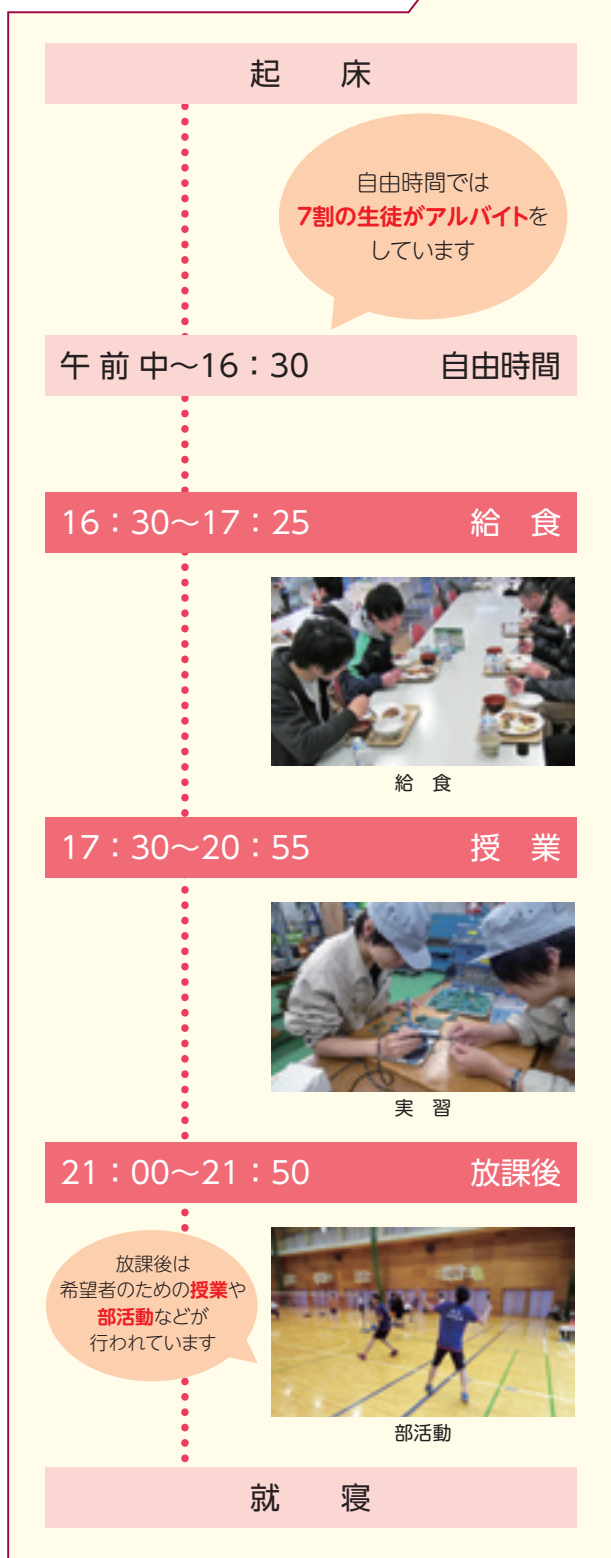 起 床
自由時間では
7割の生徒がアルバイトを
しています
午前中～16：30 自由時間
16：30～17：25 給 食
給 食
17：30～20：55 授 業
実 習
21：00～21：50 放課後
放課後は
希望者のための授業や
部活動などが
行われています
部活動
就 寝